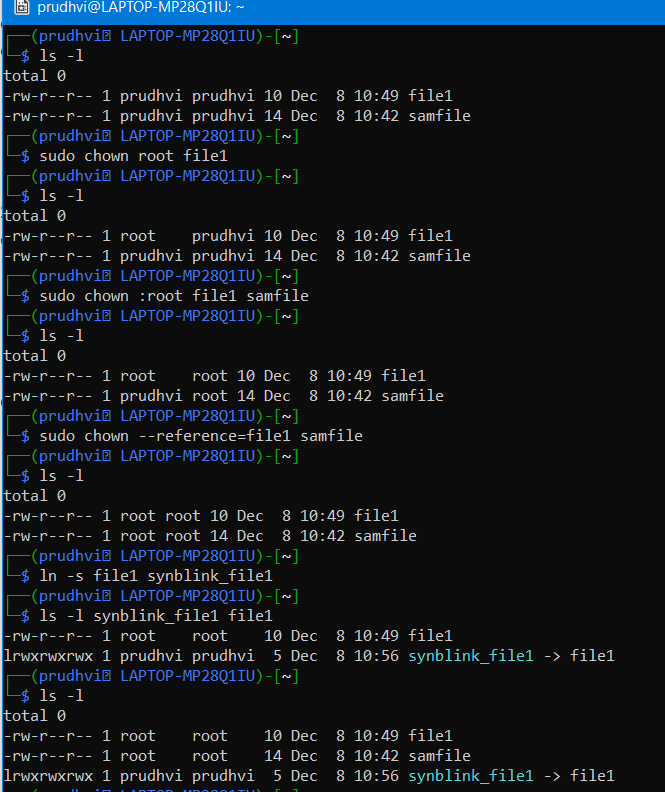 prudhvi@LAPTOP-MP28Q1IU: ~
┌──(prudhvi⍰ LAPTOP-MP28Q1IU)-[~]
└─$ ls -l
total 0
-rw-r--r-- 1 prudhvi prudhvi 10 Dec  8 10:49 file1
-rw-r--r-- 1 prudhvi prudhvi 14 Dec  8 10:42 samfile
┌──(prudhvi⍰ LAPTOP-MP28Q1IU)-[~]
└─$ sudo chown root file1
┌──(prudhvi⍰ LAPTOP-MP28Q1IU)-[~]
└─$ ls -l
total 0
-rw-r--r-- 1 root    prudhvi 10 Dec  8 10:49 file1
-rw-r--r-- 1 prudhvi prudhvi 14 Dec  8 10:42 samfile
┌──(prudhvi⍰ LAPTOP-MP28Q1IU)-[~]
└─$ sudo chown :root file1 samfile
┌──(prudhvi⍰ LAPTOP-MP28Q1IU)-[~]
└─$ ls -l
total 0
-rw-r--r-- 1 root    root 10 Dec  8 10:49 file1
-rw-r--r-- 1 prudhvi root 14 Dec  8 10:42 samfile
┌──(prudhvi⍰ LAPTOP-MP28Q1IU)-[~]
└─$ sudo chown --reference=file1 samfile
┌──(prudhvi⍰ LAPTOP-MP28Q1IU)-[~]
└─$ ls -l
total 0
-rw-r--r-- 1 root root 10 Dec  8 10:49 file1
-rw-r--r-- 1 root root 14 Dec  8 10:42 samfile
┌──(prudhvi⍰ LAPTOP-MP28Q1IU)-[~]
└─$ ln -s file1 synblink_file1
┌──(prudhvi⍰ LAPTOP-MP28Q1IU)-[~]
└─$ ls -l synblink_file1 file1
-rw-r--r-- 1 root    root    10 Dec  8 10:49 file1
lrwxrwxrwx 1 prudhvi prudhvi  5 Dec  8 10:56 synblink_file1 -> file1
┌──(prudhvi⍰ LAPTOP-MP28Q1IU)-[~]
└─$ ls -l
total 0
-rw-r--r-- 1 root    root    10 Dec  8 10:49 file1
-rw-r--r-- 1 root    root    14 Dec  8 10:42 samfile
lrwxrwxrwx 1 prudhvi prudhvi  5 Dec  8 10:56 synblink_file1 -> file1